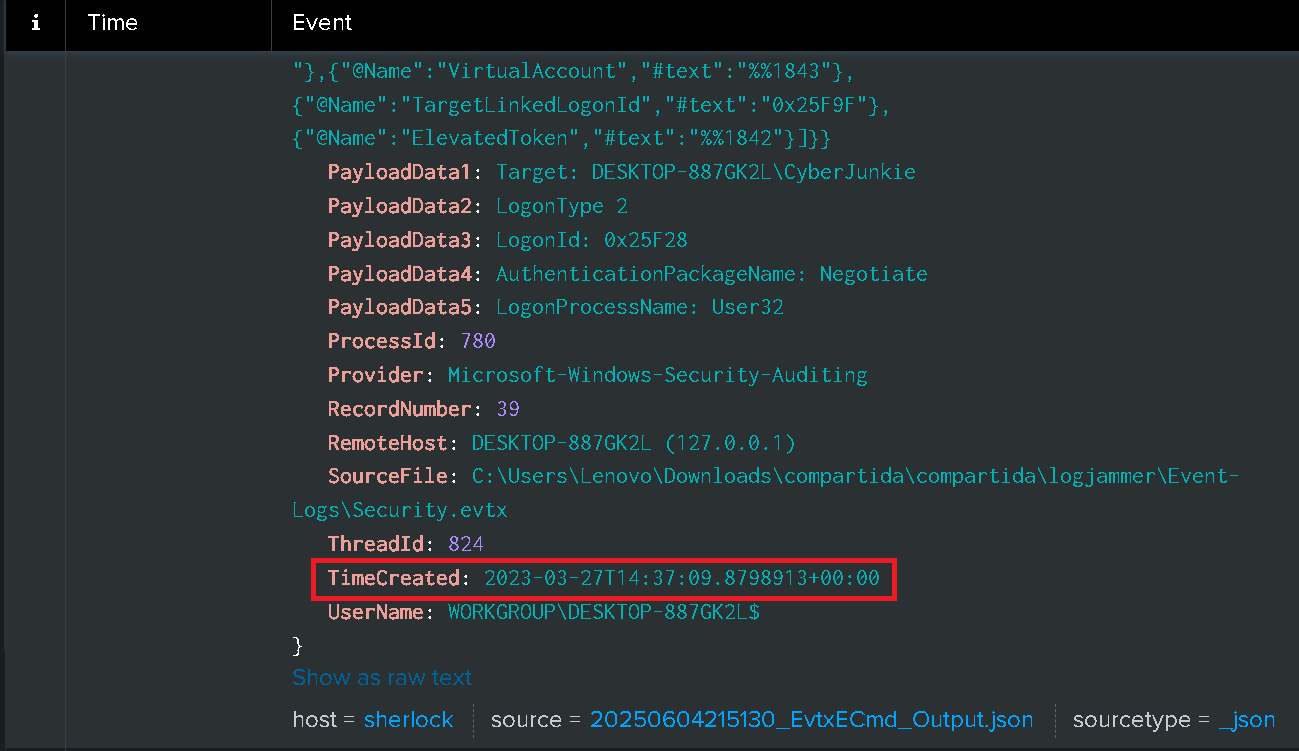 i Time Event
"},{"@Name":"VirtualAccount","#text":"%%1843"},
{"@Name":"TargetLinkedLogonId","#text":"0x25F9F"},
{"@Name":"ElevatedToken","#text":"%%1842"}]}}
PayloadData1: Target: DESKTOP-887GK2L\CyberJunkie
PayloadData2: LogonType 2
PayloadData3: LogonId: 0x25F28
PayloadData4: AuthenticationPackageName: Negotiate
PayloadData5: LogonProcessName: User32
ProcessId: 780
Provider: Microsoft-Windows-Security-Auditing
RecordNumber: 39
RemoteHost: DESKTOP-887GK2L (127.0.0.1)
SourceFile: C:\Users\Lenovo\Downloads\compartida\compartida\logjammer\Event-
Logs\Security.evtx
ThreadId: 824
TimeCreated: 2023-03-27T14:37:09.8798913+00:00
UserName: WORKGROUP\DESKTOP-887GK2L$
}
Show as raw text
host = sherlock source = 20250604215130_EvtxECmd_Output.json sourcetype = _json